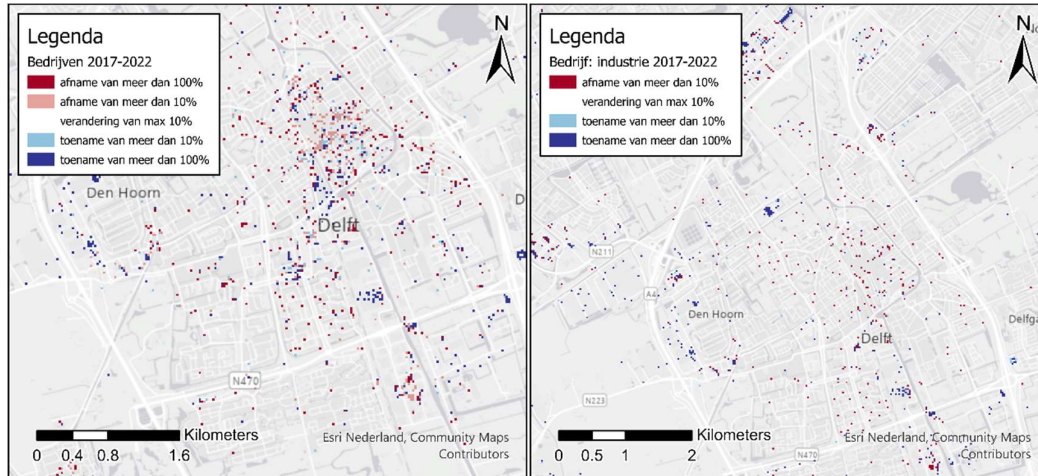 Legenda
Bedrijven 2017-2022
afname van meer dan 100%
afname van meer dan 10%
verandering van max 10%
toename van meer dan 10%
toename van meer dan 100%
N
Den Hoorn
Delft
D
N470
Kilometers
0 0.4 0.8 1.6
Esri Nederland, Community Maps
Contributors
Legenda
Bedrijf: industrie 2017-2022
afname van meer dan 10%
verandering van max 10%
toename van meer dan 10%
toename van meer dan 100%
N
N211
A4
Den Hoorn
Delfga
Delft
N223
N470
Kilometers
0 0.5 1 2
Esri Nederland, Community Maps
Contributors